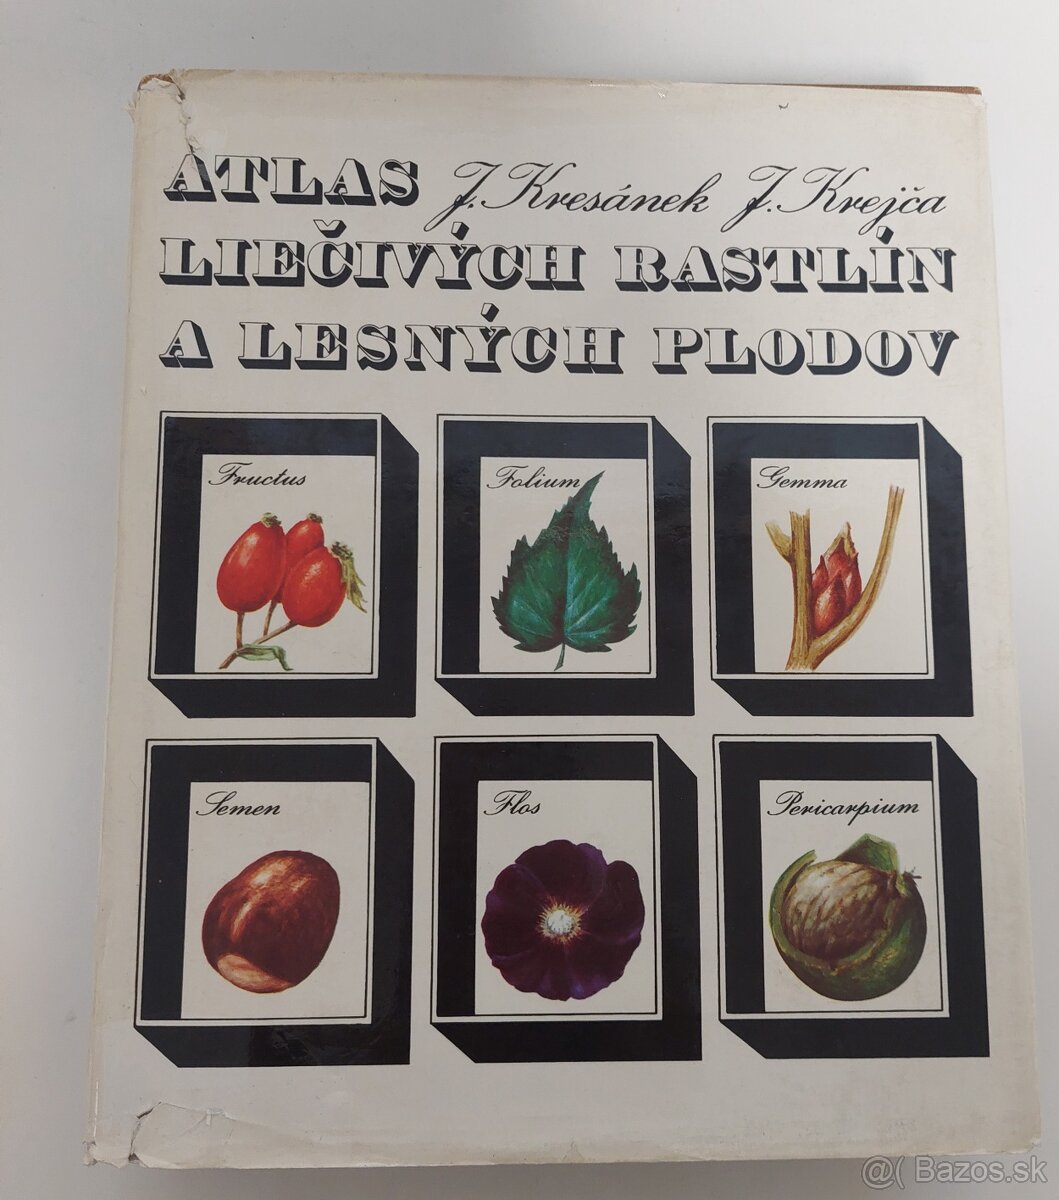 ATLAS J. Kresánek J. Krejča
LIEČIVÝCH RASTLÍN
A LESNÝCH PLODOV
Fructus
Folium
Gemma
Semen
Flos
Pericarpium
@( Bazos.sk